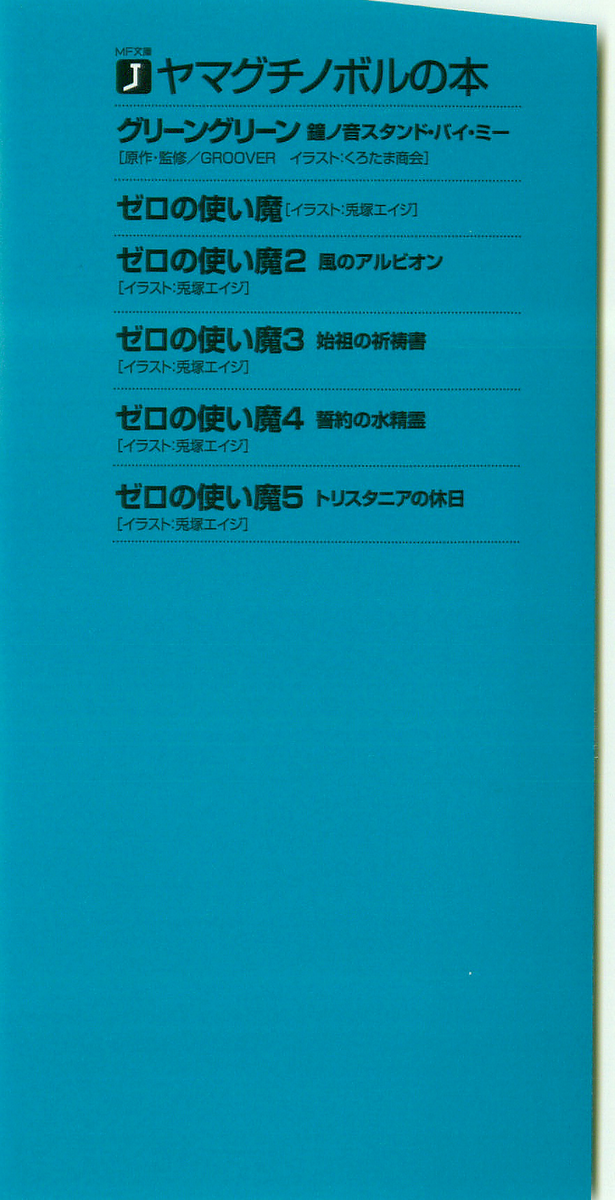 MF文庫
J ヤマグチノボルの本
グリーングリーン 鐘ノ音スタンド・バイ・ミー
[原作・監修／GROOVER　イラスト:くろたま商会]
ゼロの使い魔[イラスト:兎塚エイジ]
ゼロの使い魔2 風のアルビオン
[イラスト:兎塚エイジ]
ゼロの使い魔3 始祖の祈祷書
[イラスト:兎塚エイジ]
ゼロの使い魔4 誓約の水精霊
[イラスト:兎塚エイジ]
ゼロの使い魔5 トリスタニアの休日
[イラスト:兎塚エイジ]